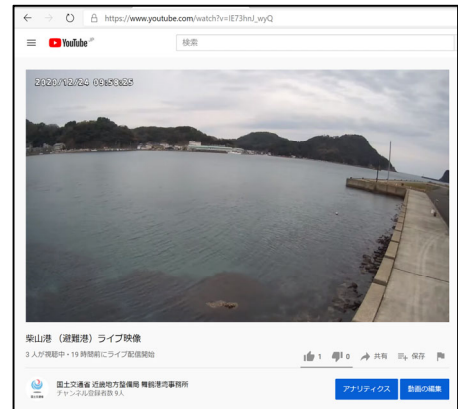 https://www.youtube.com/watch?v=IE73hrJ_wyQ
YouTube JP
検索
2020/12/24 09:58:25
柴山港 (避難港) ライブ映像
3 人が視聴中・19 時間前にライブ配信開始
1 0 共有 保存
国土交通省 近畿地方整備局 舞鶴港湾事務所
チャンネル登録者数 9人
アナリティクス 動画の編集